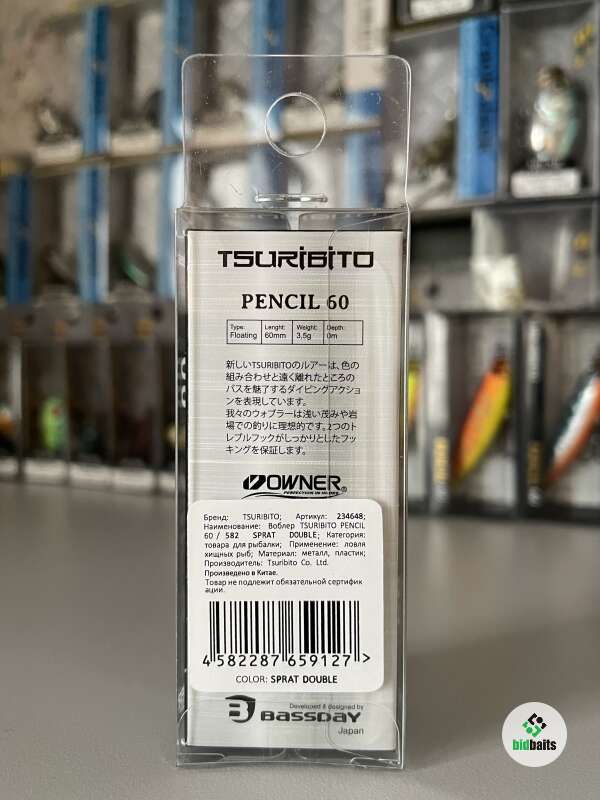 TSURIBITO
PENCIL 60
Type: Lenght: Weight: Depth:
Floating 60mm 3,5g 0m
新しいTSURIBITOのルアーは、色の
組み合わせと遠く離れたところの
バスを魅了するダイビングアクショ
ンを表現しています。
我々のウォブラーは浅い茂みや岩
場での釣りに理想的です。2つのト
レブルフックがしっかりとしたフッ
キングを保証します。
OWNER®
PERFECTION IN HOOKS
Бренд: TSURIBITO; Артикул: 234648;
Наименование: Воблер TSURIBITO PENCIL
60 / 582 SPRAT DOUBLE; Категория:
товара для рыбалки; Применение: ловля
хищных рыб; Материал: металл, пластик;
Производитель: Tsuribito Co. Ltd.
Произведено в Китае.
Товар не подлежит обязательной сертифик
ации.
4 582287 659127 >
COLOR: SPRAT DOUBLE
Developed & designed by
BASSDAY
Japan
bidbaits